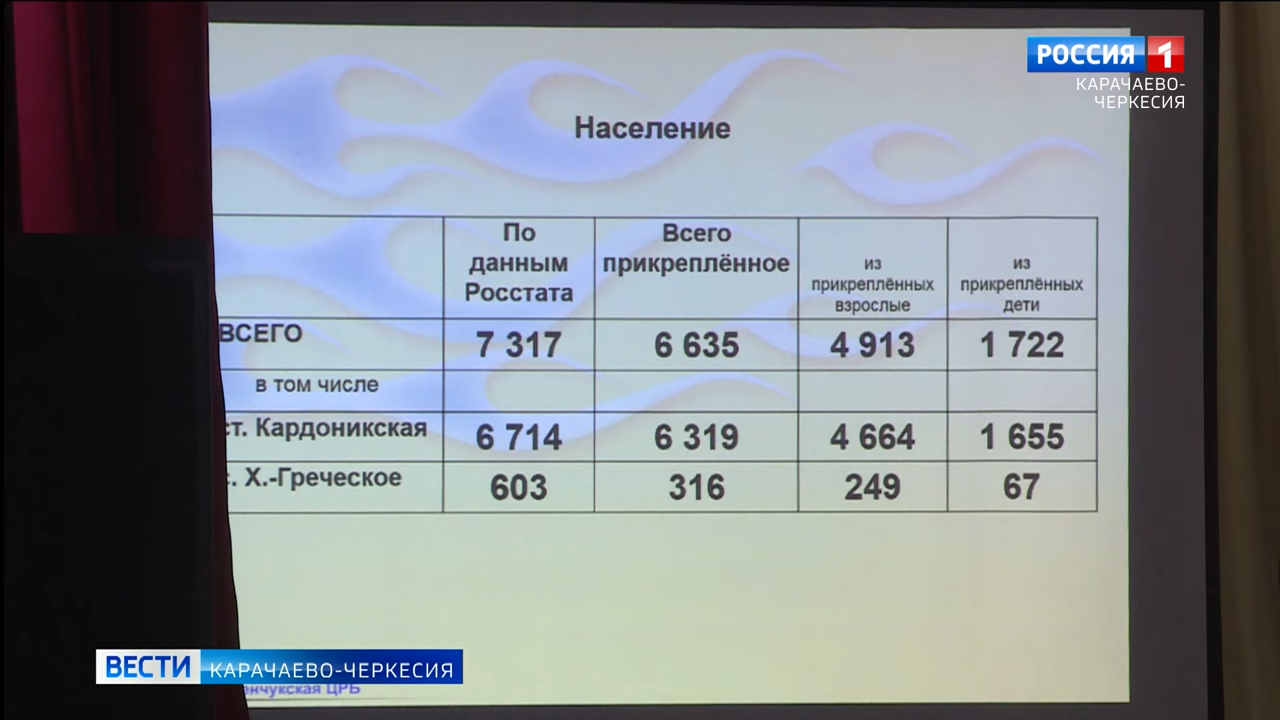 РОССИЯ 1
КАРАЧАЕВО-
ЧЕРКЕСИЯ
Население
По
данным
Росстата
Всего
прикреплённое
из
прикреплённых
взрослые
из
прикреплённых
дети
ВСЕГО 7 317 6 635 4 913 1 722
в том числе
ст. Кардоникская 6 714 6 319 4 664 1 655
с. Х.-Греческое 603 316 249 67
ВЕСТИ КАРАЧАЕВО-ЧЕРКЕСИЯ
ЦРБ